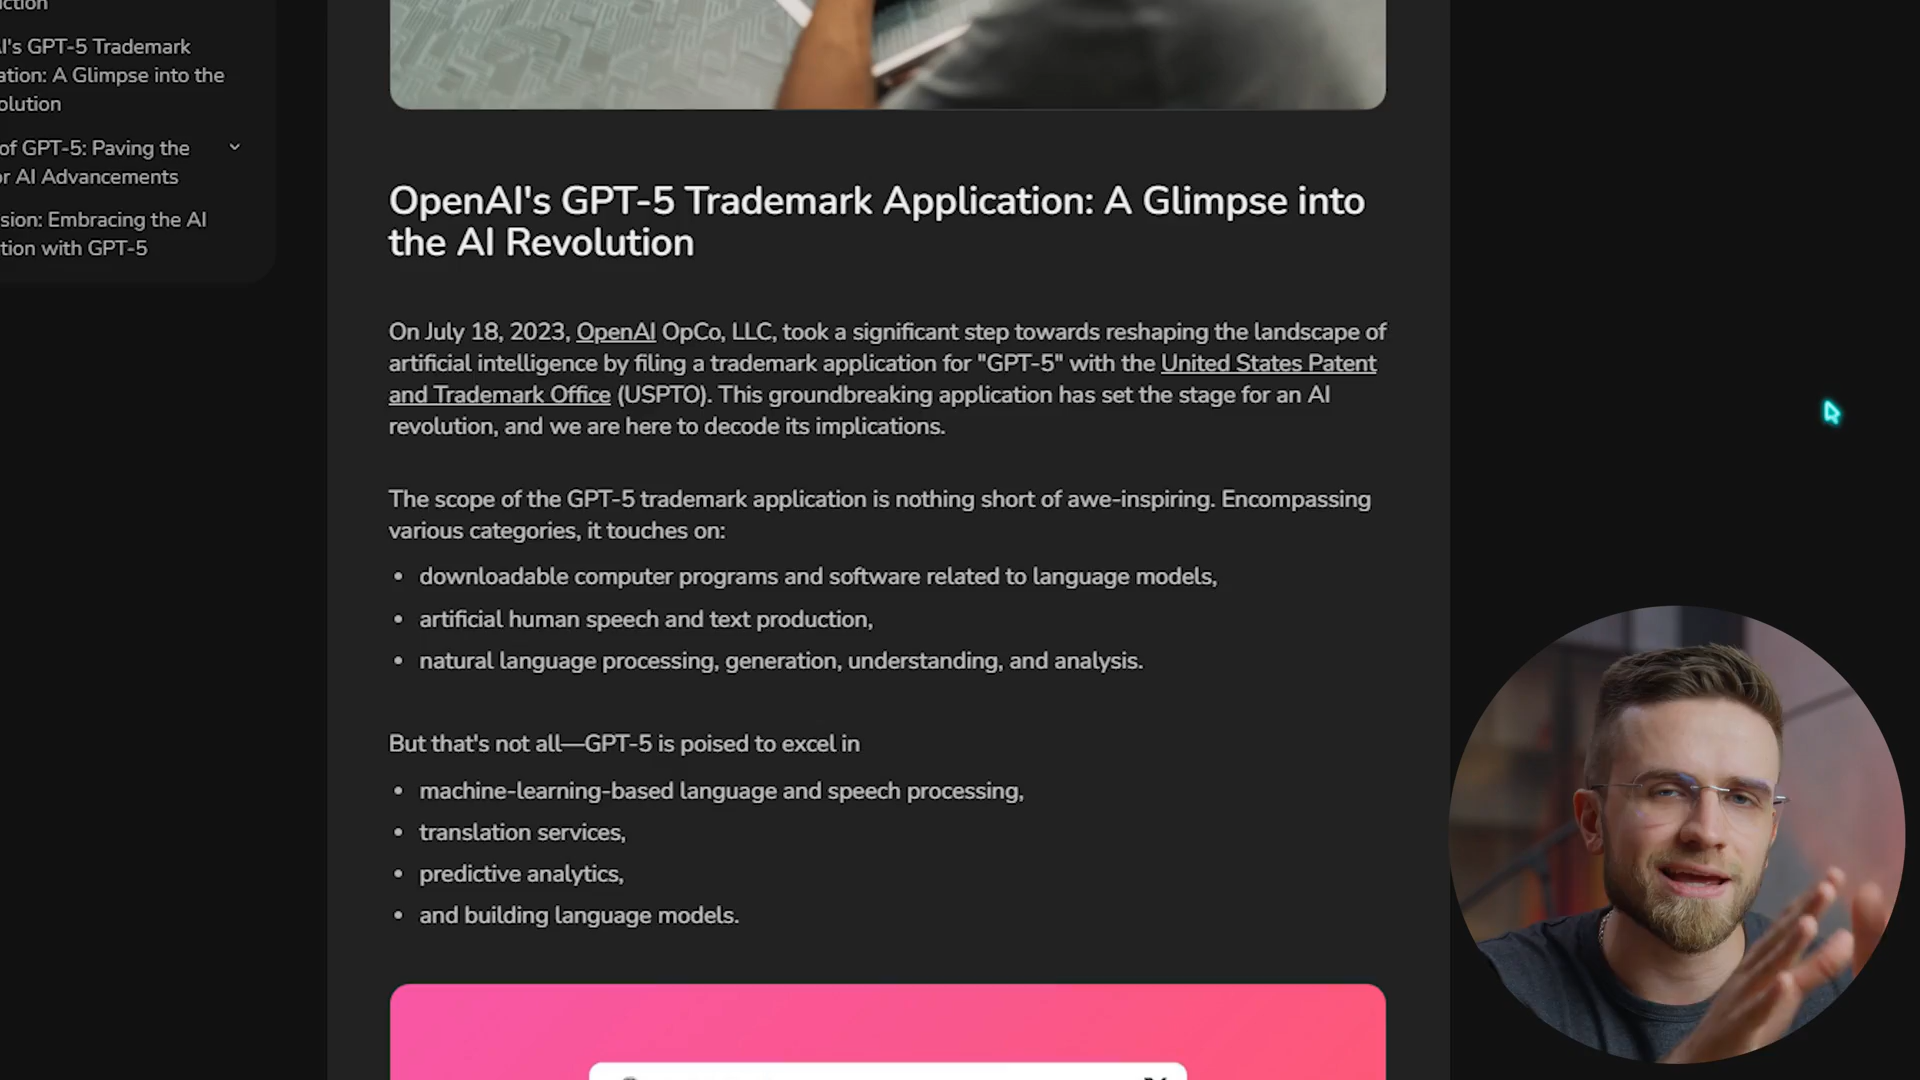 ction
I's GPT-5 Trademark
ation: A Glimpse into the
olution
of GPT-5: Paving the
or AI Advancements
sion: Embracing the AI
tion with GPT-5
OpenAI's GPT-5 Trademark Application: A Glimpse into
the AI Revolution
On July 18, 2023, OpenAI OpCo, LLC, took a significant step towards reshaping the landscape of
artificial intelligence by filing a trademark application for "GPT-5" with the United States Patent
and Trademark Office (USPTO). This groundbreaking application has set the stage for an AI
revolution, and we are here to decode its implications.
The scope of the GPT-5 trademark application is nothing short of awe-inspiring. Encompassing
various categories, it touches on:
• downloadable computer programs and software related to language models,
• artificial human speech and text production,
• natural language processing, generation, understanding, and analysis.
But that's not all—GPT-5 is poised to excel in
• machine-learning-based language and speech processing,
• translation services,
• predictive analytics,
• and building language models.